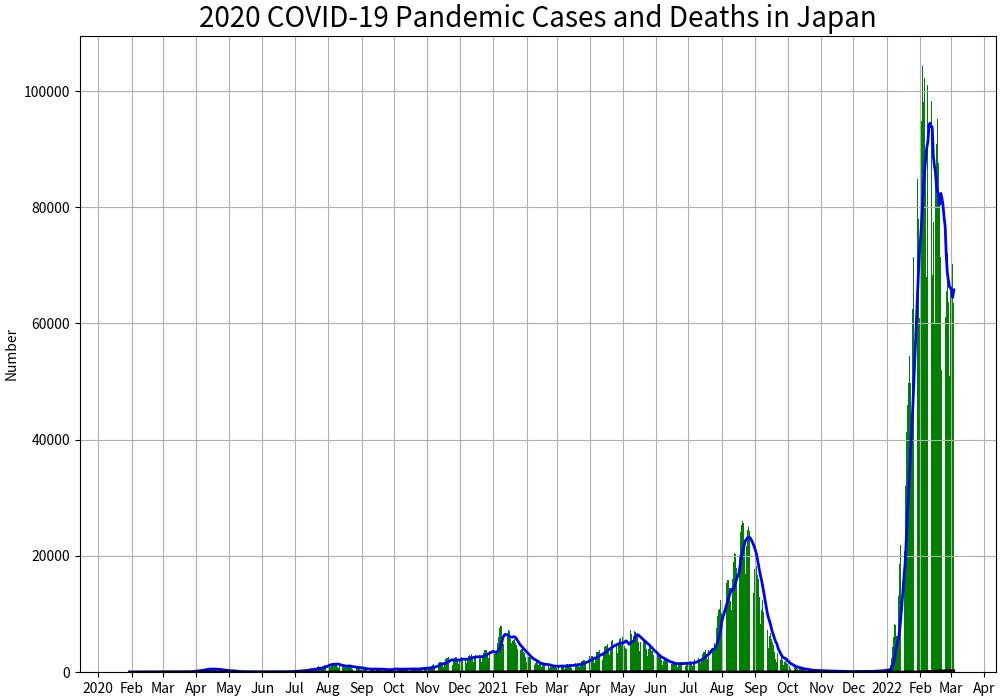 2020 COVID-19 Pandemic Cases and Deaths in Japan
100000
80000
60000
40000
20000
0
Number
2020 Feb Mar Apr May Jun Jul Aug Sep Oct Nov Dec 2021 Feb Mar Apr May Jun Jul Aug Sep Oct Nov Dec 2022 Feb Mar Apr